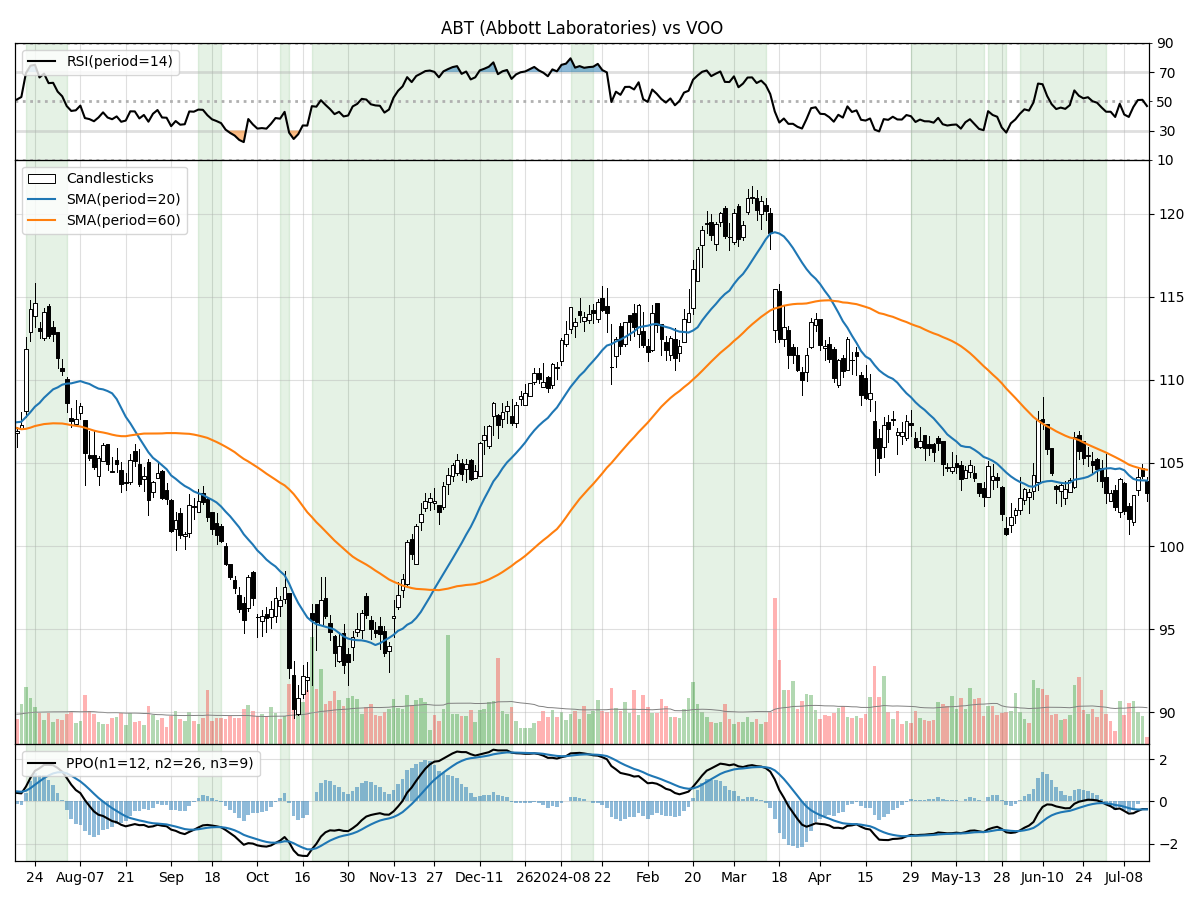 ABT (Abbott Laboratories) vs VOO
RSI(period=14)
90
70
50
30
10
Candlesticks
SMA(period=20)
SMA(period=60)
120
115
110
105
100
95
90
PPO(n1=12, n2=26, n3=9)
2
0
−2
24 Aug-07 21 Sep 18 Oct 16 30 Nov-13 27 Dec-11 26 2024-08 22 Feb 20 Mar 18 Apr 15 29 May-13 28 Jun-10 24 Jul-08